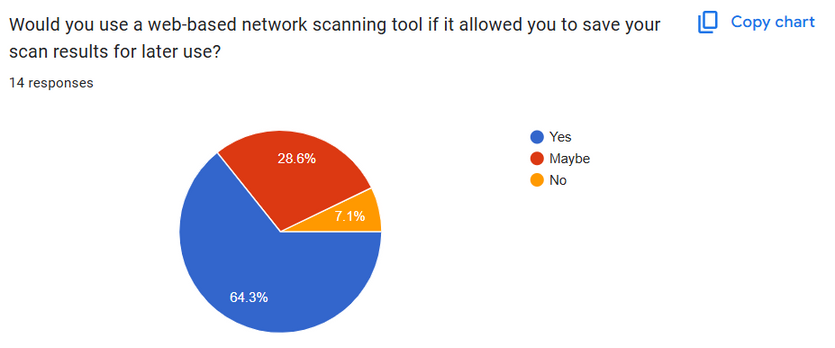 Would you use a web-based network scanning tool if it allowed you to save your
scan results for later use?
Copy chart
14 responses
Yes
Maybe
No
28.6%
7.1%
64.3%